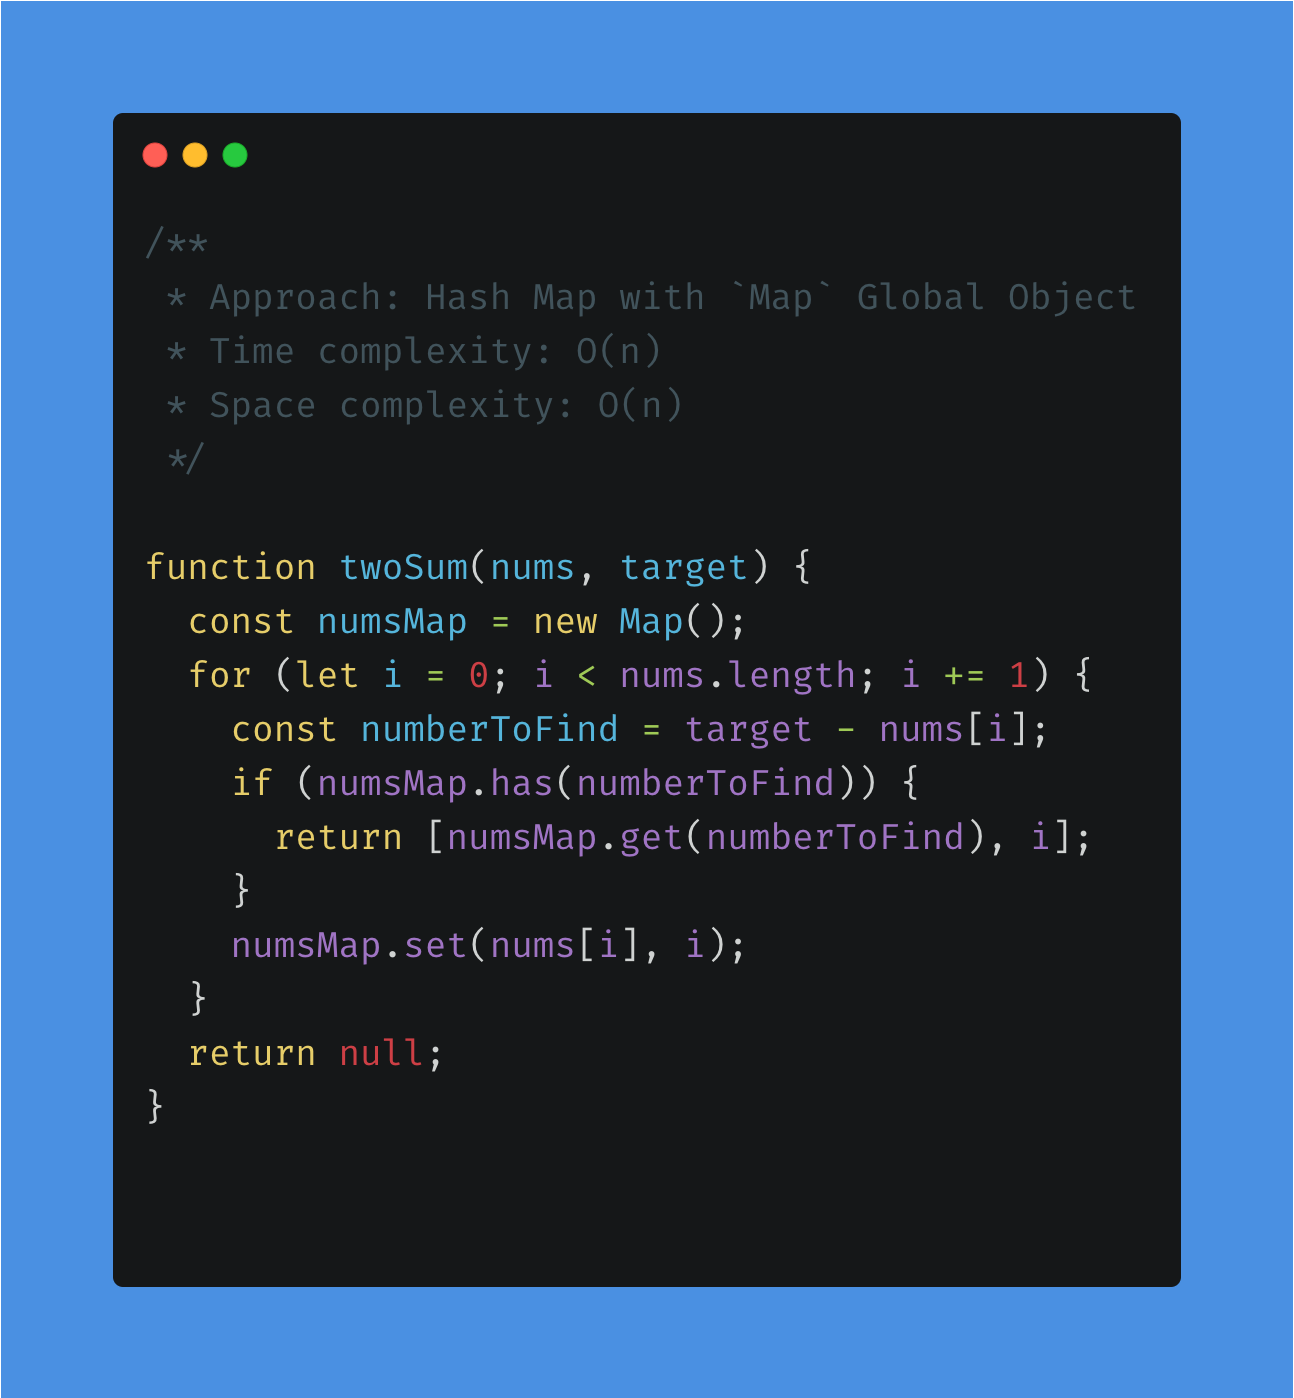 /**
 * Approach: Hash Map with `Map` Global Object
 * Time complexity: O(n)
 * Space complexity: O(n)
 */
function twoSum(nums, target) {
  const numsMap = new Map();
  for (let i = 0; i < nums.length; i += 1) {
    const numberToFind = target - nums[i];
    if (numsMap.has(numberToFind)) {
      return [numsMap.get(numberToFind), i];
    }
    numsMap.set(nums[i], i);
  }
  return null;
}